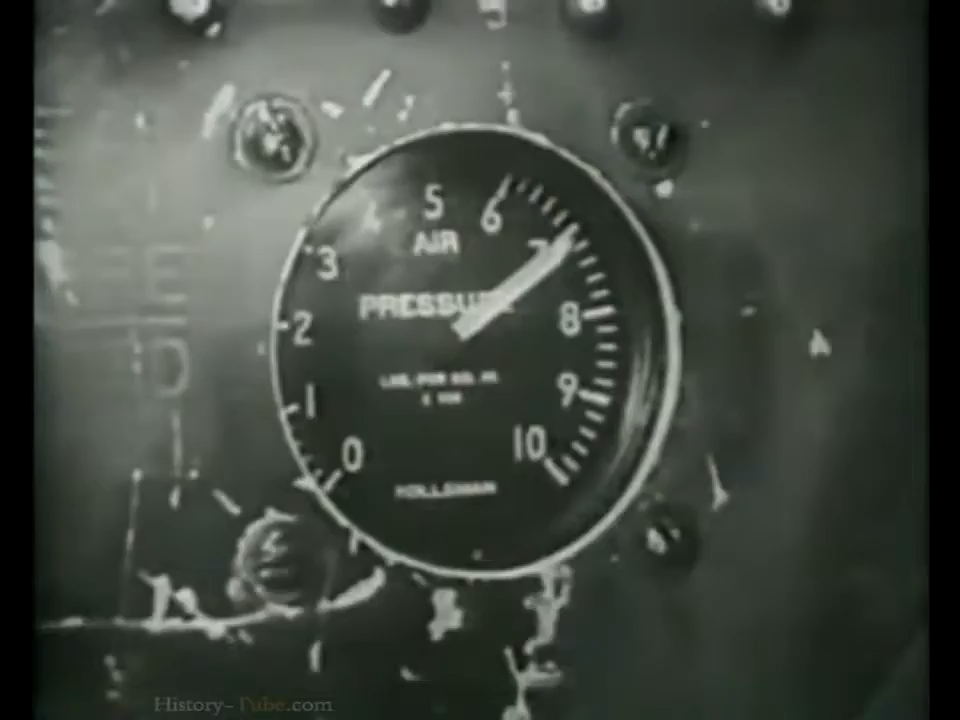 5
6
4
AIR
7
3
PRESSURE
8
2
LBS. PER SQ. IN.
X 100
9
1
10
0
KOLLSMAN
History-Tube.com